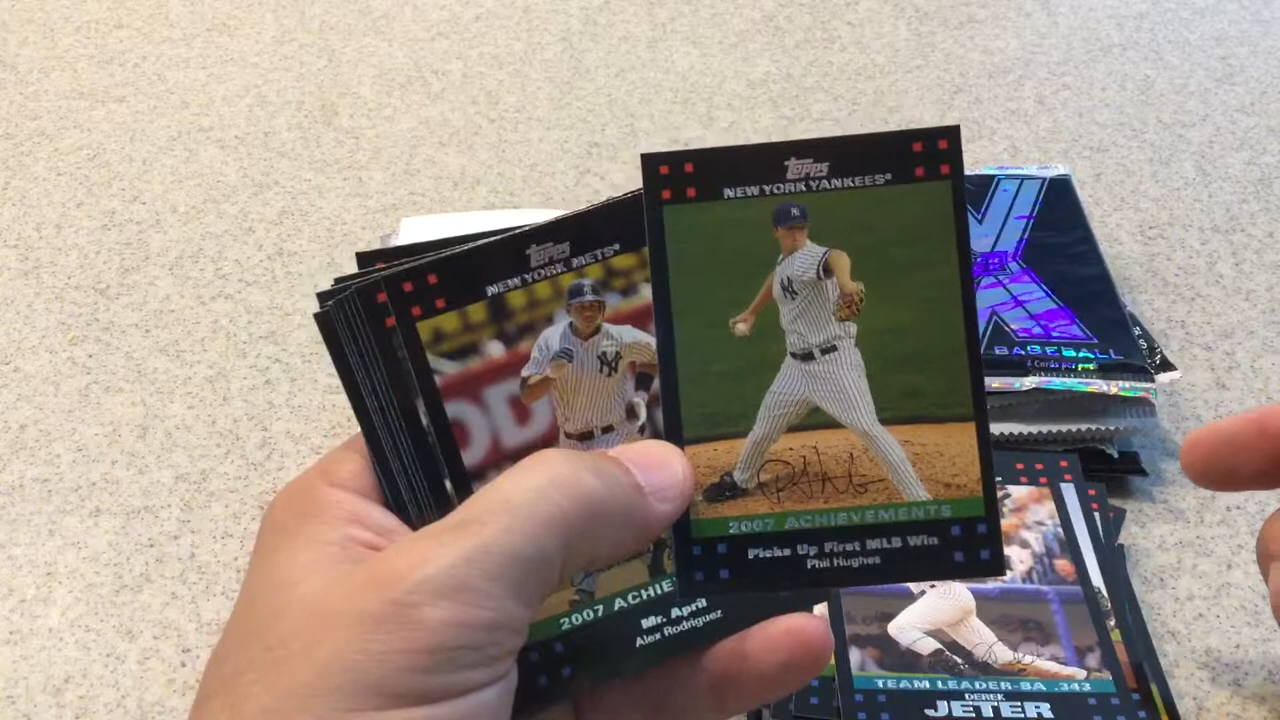 Topps
NEW YORK YANKEES®
2007 ACHIEVEMENTS
Picks Up First MLB Win
Phil Hughes
Topps
NEW YORK METS®
2007 ACHIE
Mr. April
Alex Rodriguez
X
BASEBALL
TEAM LEADER-BA .343
DEREK
JETER